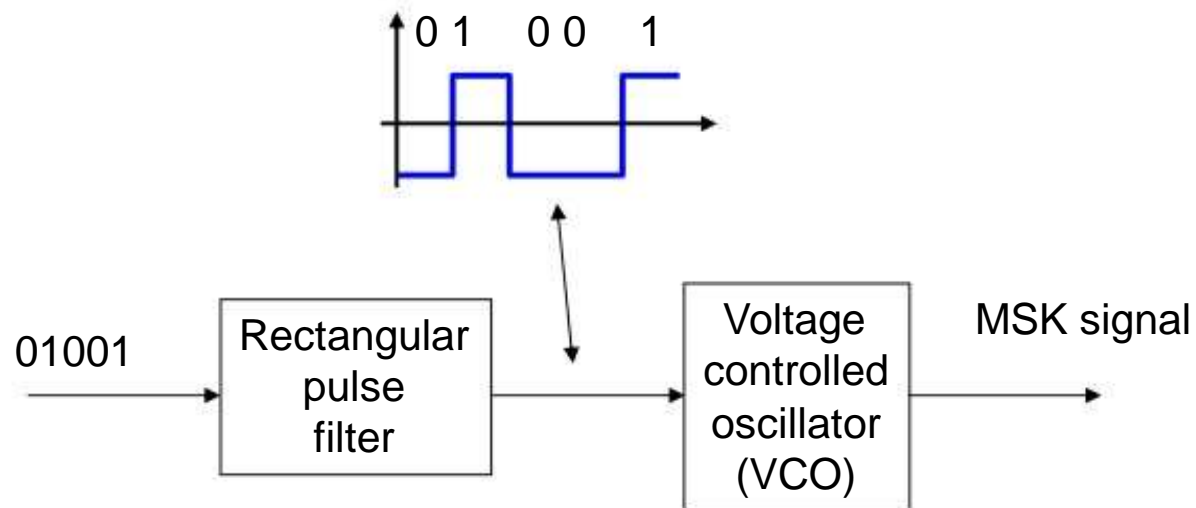 0 1 0 0 1
01001
Rectangular
pulse
filter
Voltage
controlled
oscillator
(VCO)
MSK signal